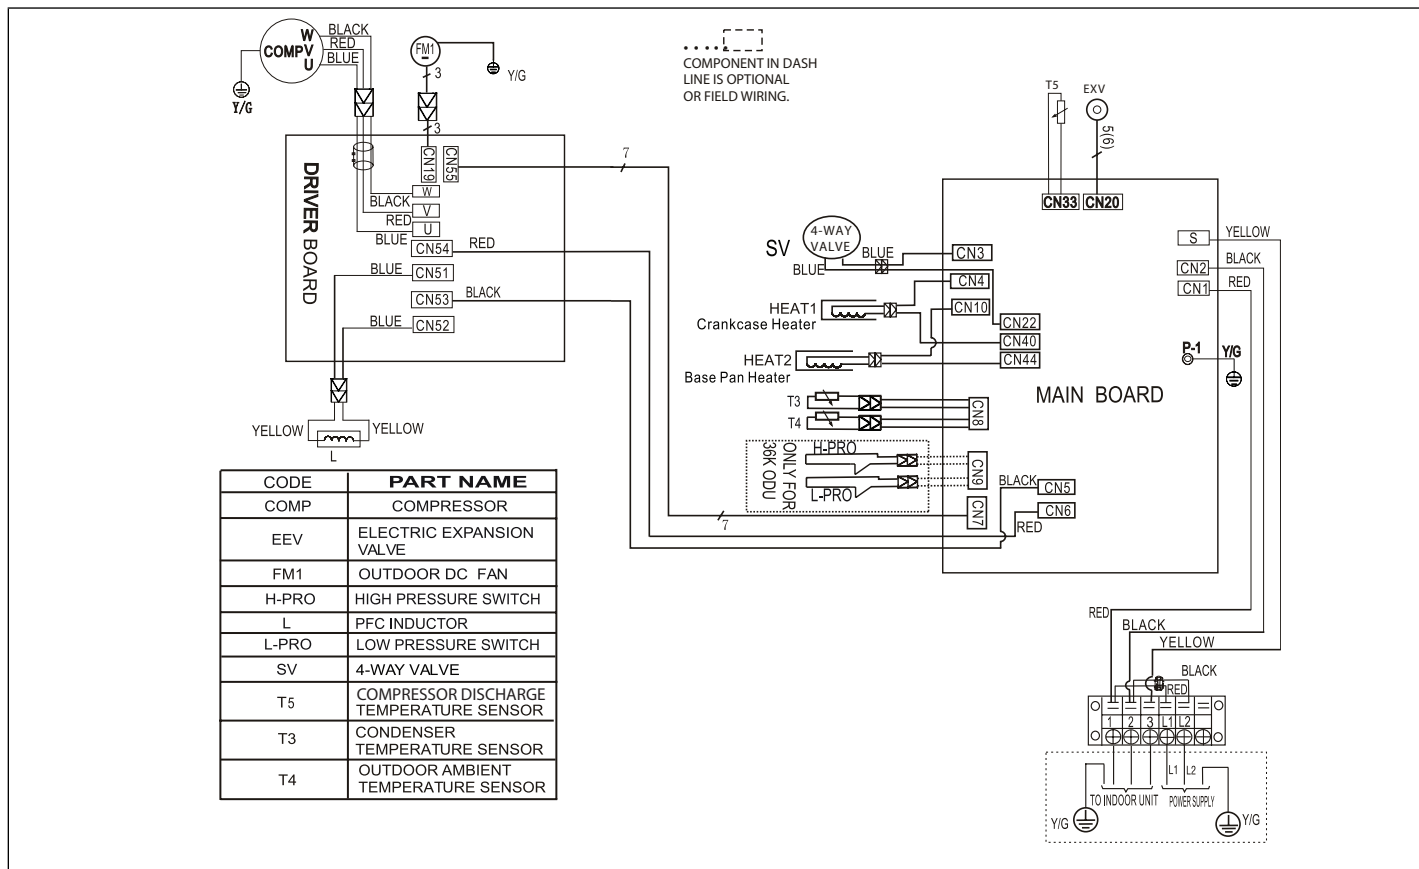 COMP
W
V
U
BLACK
RED
BLUE
Y/G
FM1
3
Y/G
3
COMPONENT IN DASH
LINE IS OPTIONAL
OR FIELD WIRING.
T5
EXV
5(6)
CN33
CN20
DRIVER BOARD
CN19
CN55
7
W
BLACK
V
RED
U
BLUE
CN54
RED
BLUE
CN51
CN53
BLACK
BLUE
CN52
YELLOW
YELLOW
L
SV
4-WAY
VALVE
BLUE
BLUE
CN3
CN4
HEAT1
Crankcase Heater
CN10
CN22
CN40
HEAT2
Base Pan Heater
CN44
T3
T4
CN8
H-PRO
L-PRO
ONLY FOR
36K ODU
CN9
7
CN7
BLACK
CN5
RED
CN6
MAIN BOARD
S
YELLOW
CN2
BLACK
CN1
RED
P-1
Y/G
CODE PART NAME
COMP COMPRESSOR
EEV ELECTRIC EXPANSION
VALVE
FM1 OUTDOOR DC FAN
H-PRO HIGH PRESSURE SWITCH
L PFC INDUCTOR
L-PRO LOW PRESSURE SWITCH
SV 4-WAY VALVE
T5 COMPRESSOR DISCHARGE
TEMPERATURE SENSOR
T3 CONDENSER
TEMPERATURE SENSOR
T4 OUTDOOR AMBIENT
TEMPERATURE SENSOR
RED
BLACK
YELLOW
BLACK
RED
1 2 3 L1 L2
L1 L2
TO INDOOR UNIT POWER SUPPLY
Y/G
Y/G